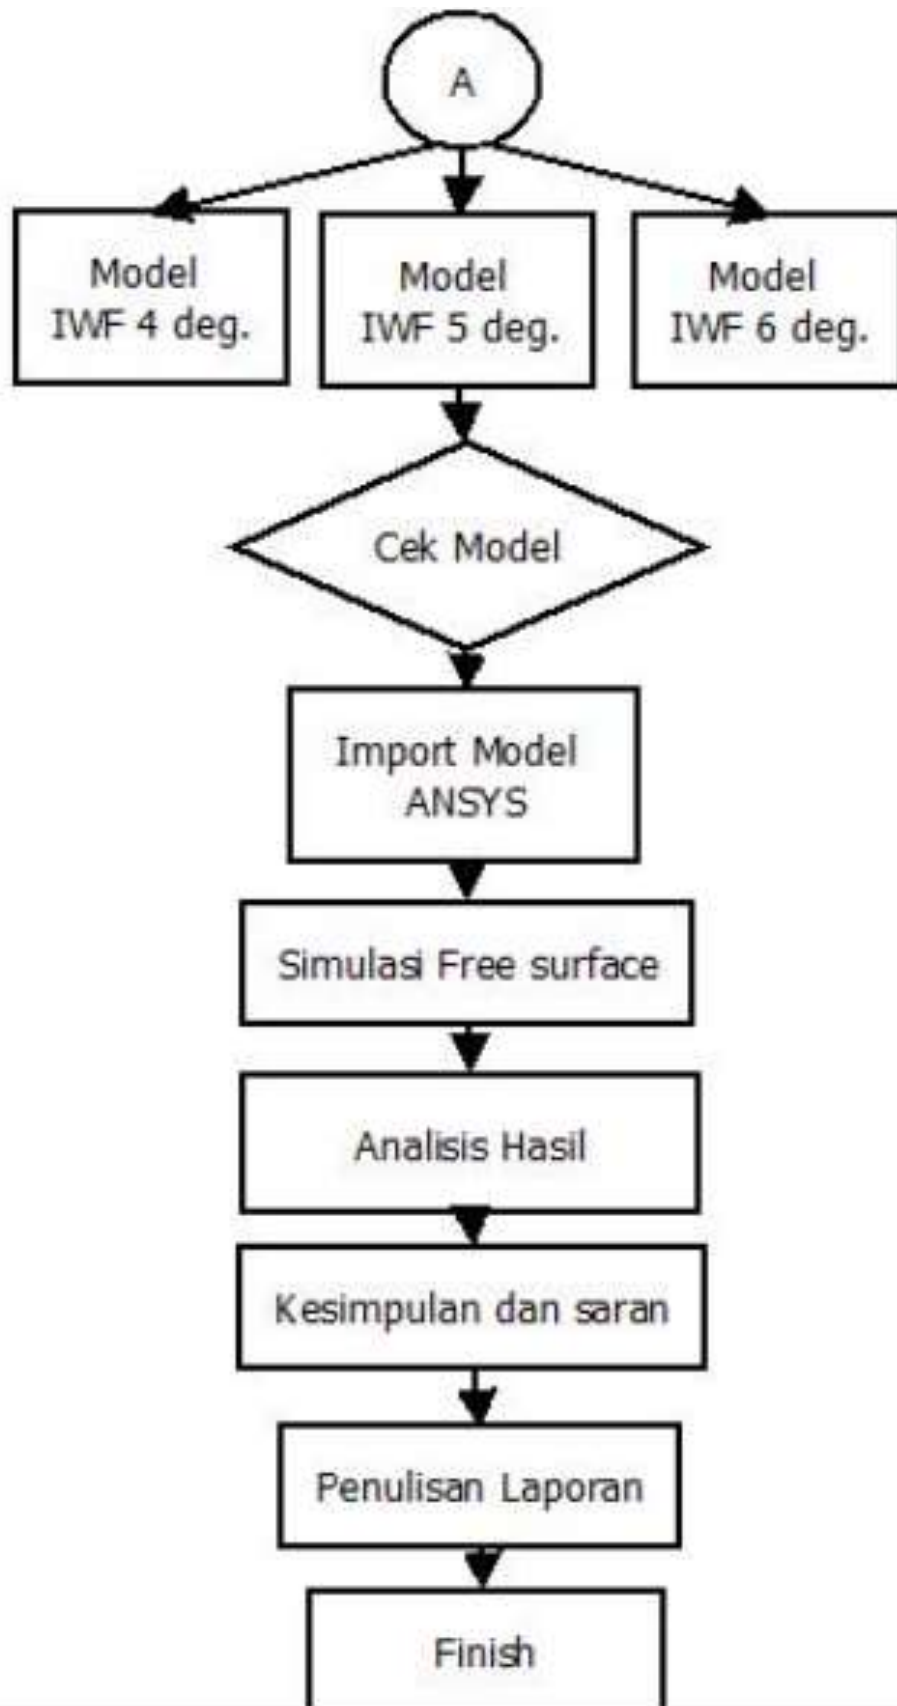 A
Model
IWF 4 deg.
Model
IWF 5 deg.
Model
IWF 6 deg.
Cek Model
Import Model
ANSYS
Simulasi Free surface
Analisis Hasil
Kesimpulan dan saran
Penulisan Laporan
Finish